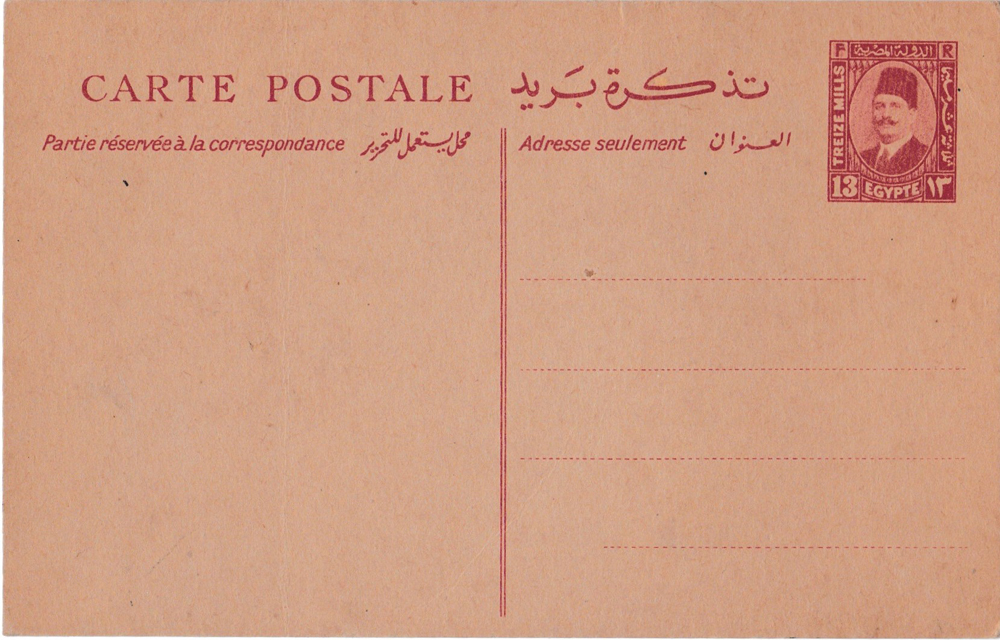 CARTE POSTALE تذكرة بريد
Partie réservée à la correspondance محل يستعمل للتحرير
Adresse seulement العنوان
F الدولة المصرية R
TREIZE MILLS
13 EGYPTE ١٣